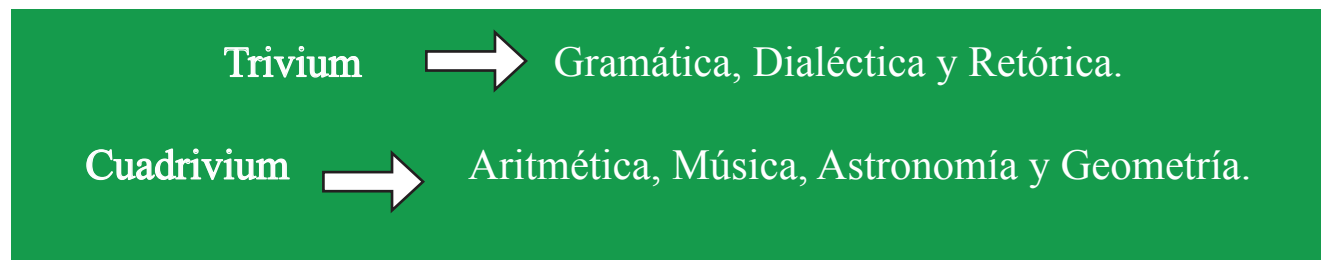 Trivium Gramática, Dialéctica y Retórica.
Cuadrivium Aritmética, Música, Astronomía y Geometría.